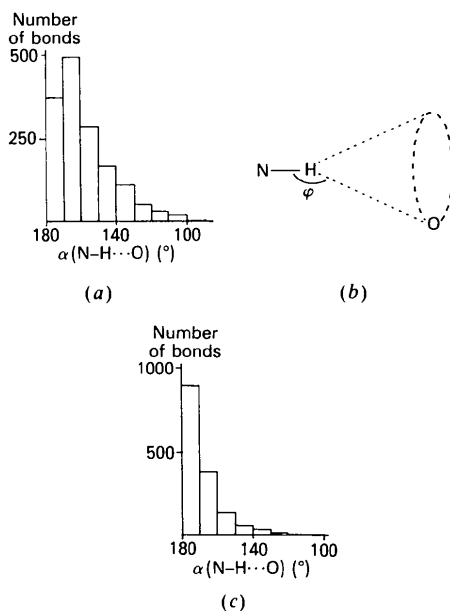 Number
of bonds
500
250
180
140
100
α(N–H···O) (°)
(a)
N
H
φ
O
(b)
Number
of bonds
1000
500
180
140
100
α(N–H···O) (°)
(c)